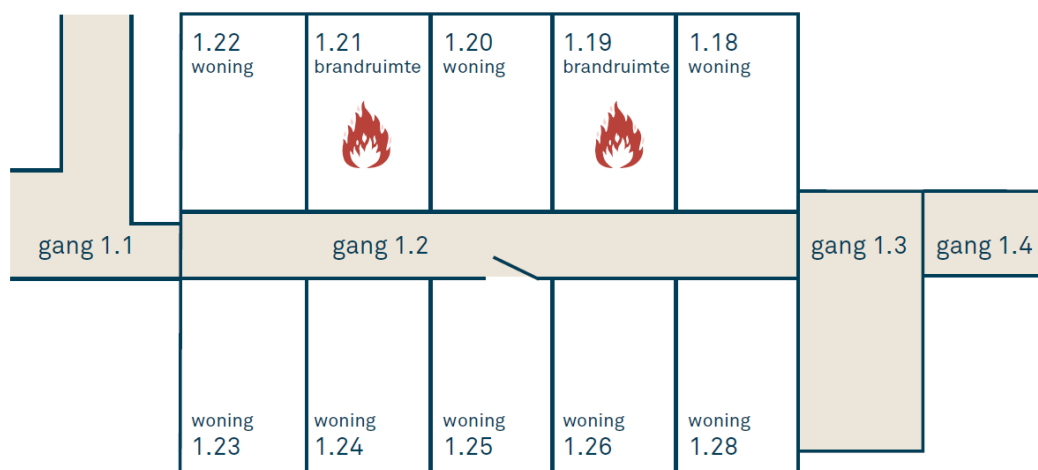 1.22
woning
1.21
brandruimte
1.20
woning
1.19
brandruimte
1.18
woning
gang 1.1
gang 1.2
gang 1.3
gang 1.4
woning
1.23
woning
1.24
woning
1.25
woning
1.26
woning
1.28